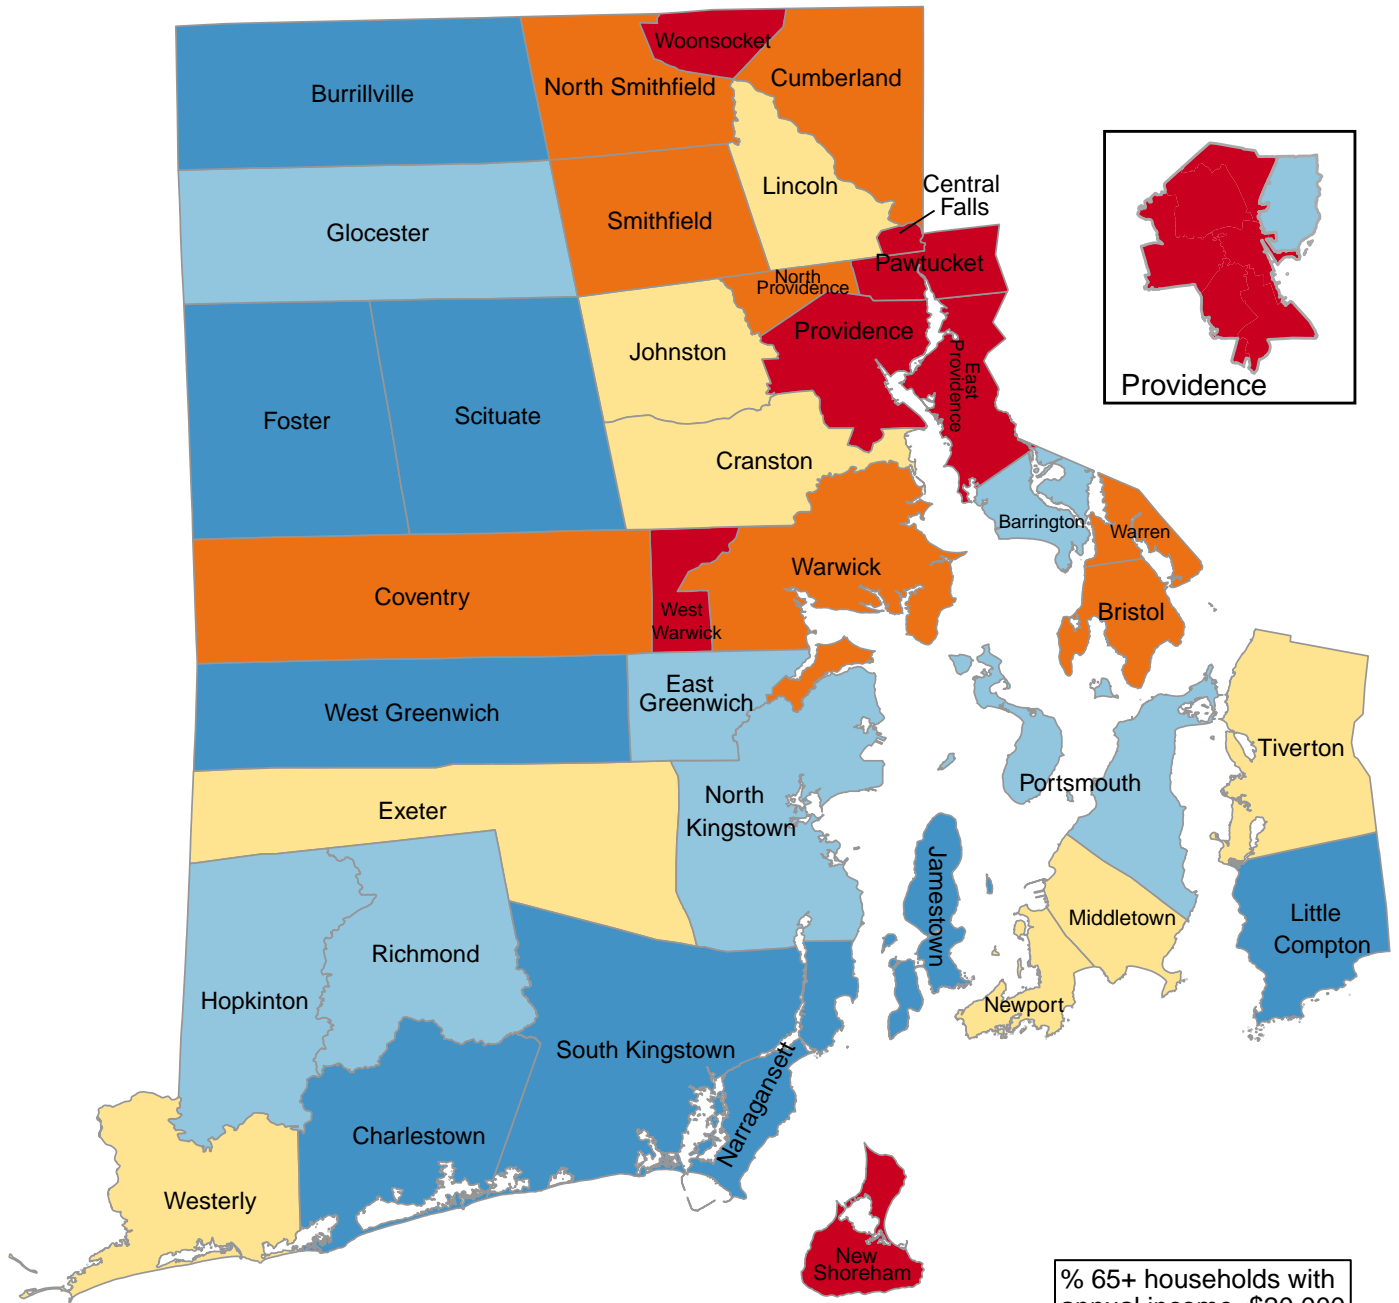 Woonsocket
Burrillville
North Smithfield
Cumberland
Lincoln
Central
Falls
Glocester
Smithfield
Pawtucket
North
Providence
Providence
Johnston
East
Providence
Foster
Scituate
Cranston
Providence
Barrington
Warren
Coventry
Warwick
West
Warwick
Bristol
East
Greenwich
West Greenwich
Tiverton
Portsmouth
Exeter
North
Kingstown
Jamestown
Middletown
Little
Compton
Richmond
Hopkinton
Newport
South Kingstown
Narragansett
Charlestown
Westerly
New
Shoreham
% 65+ households with